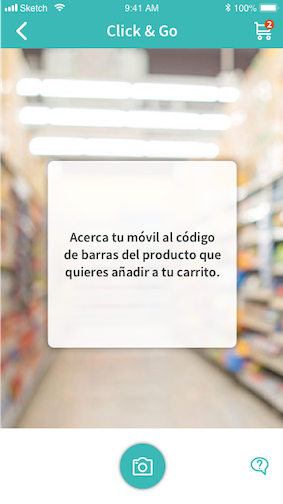 Sketch 9:41 AM 100%
Click & Go 2
Acerca tu móvil al código
de barras del producto que
quieres añadir a tu carrito.
?